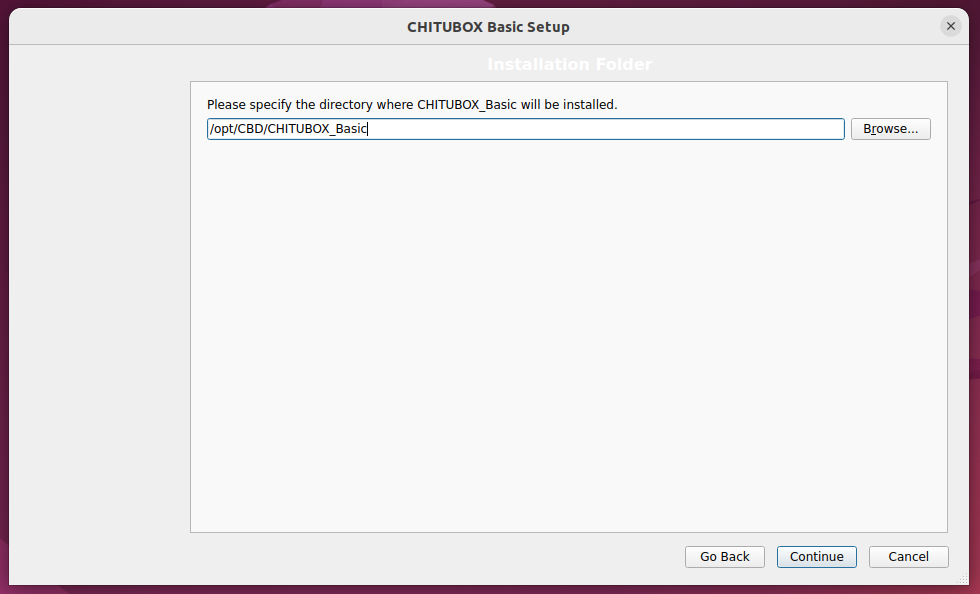 CHITUBOX Basic Setup
Installation Folder
Please specify the directory where CHITUBOX_Basic will be installed.
/opt/CBD/CHITUBOX_Basic
Browse...
Go Back
Continue
Cancel